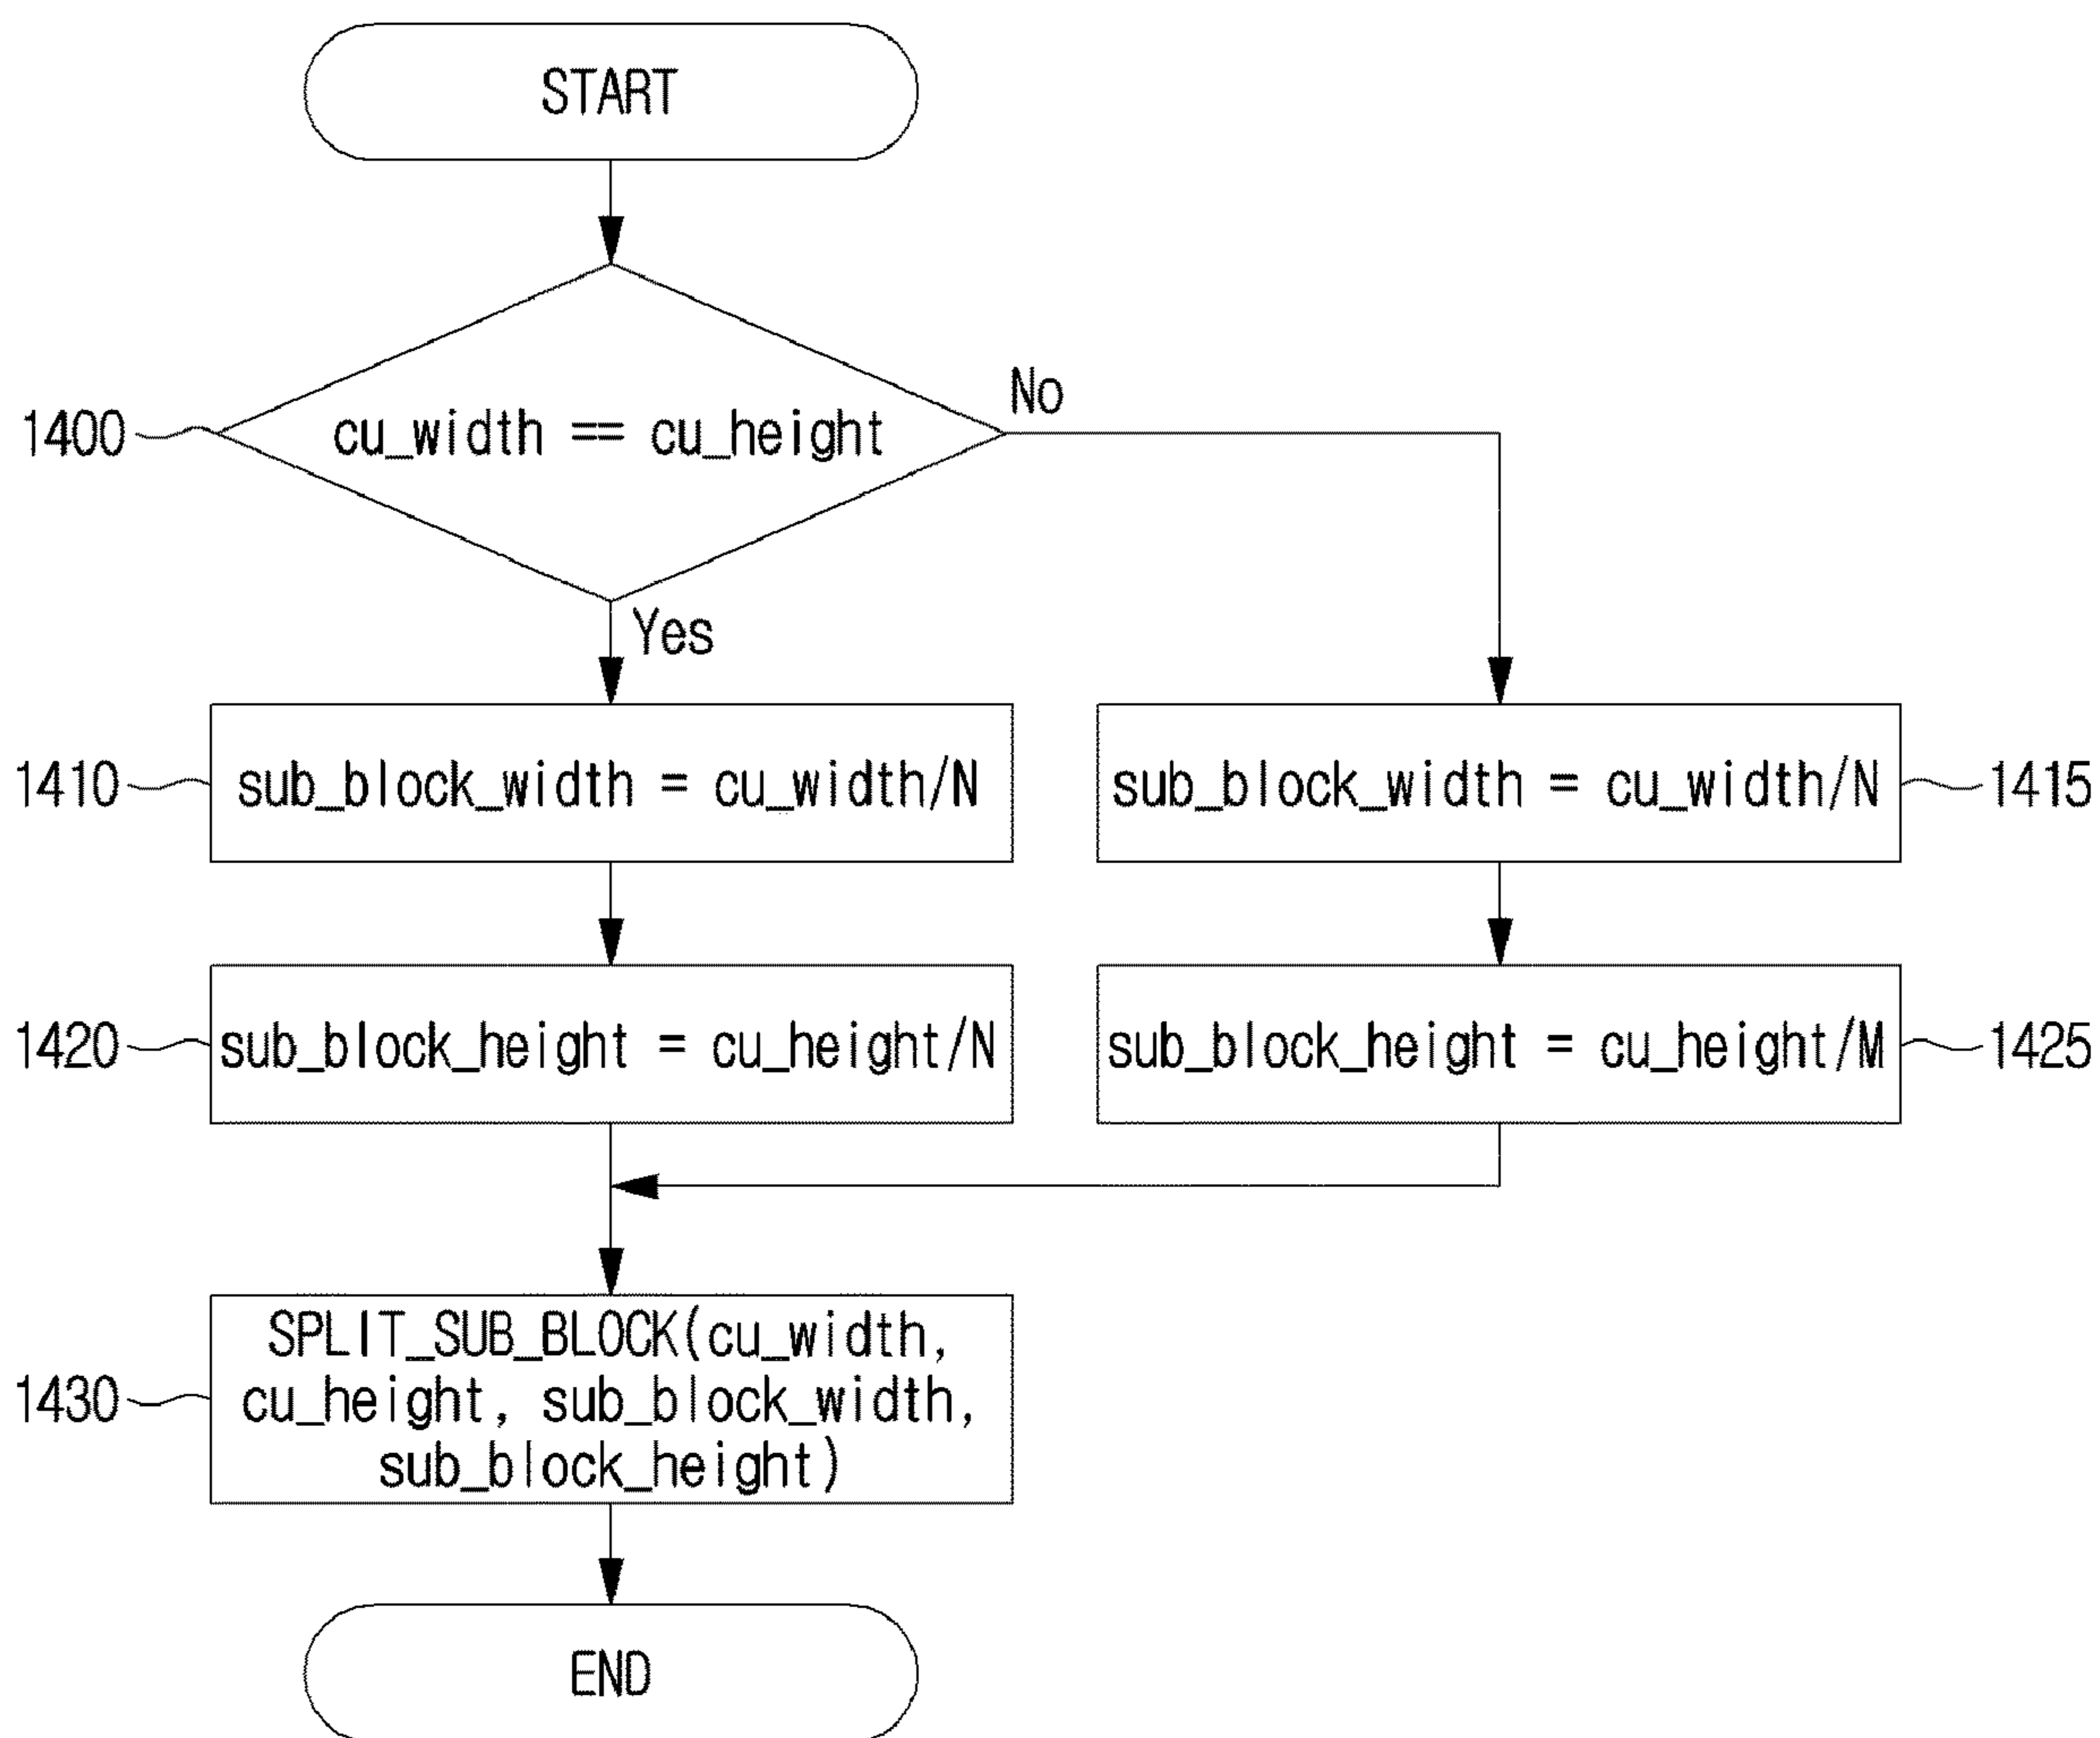 START
1400
cu_width == cu_height
No
Yes
1410
sub_block_width = cu_width/N
sub_block_width = cu_width/N
1415
1420
sub_block_height = cu_height/N
sub_block_height = cu_height/M
1425
1430
SPLIT_SUB_BLOCK(cu_width,
cu_height, sub_block_width,
sub_block_height)
END